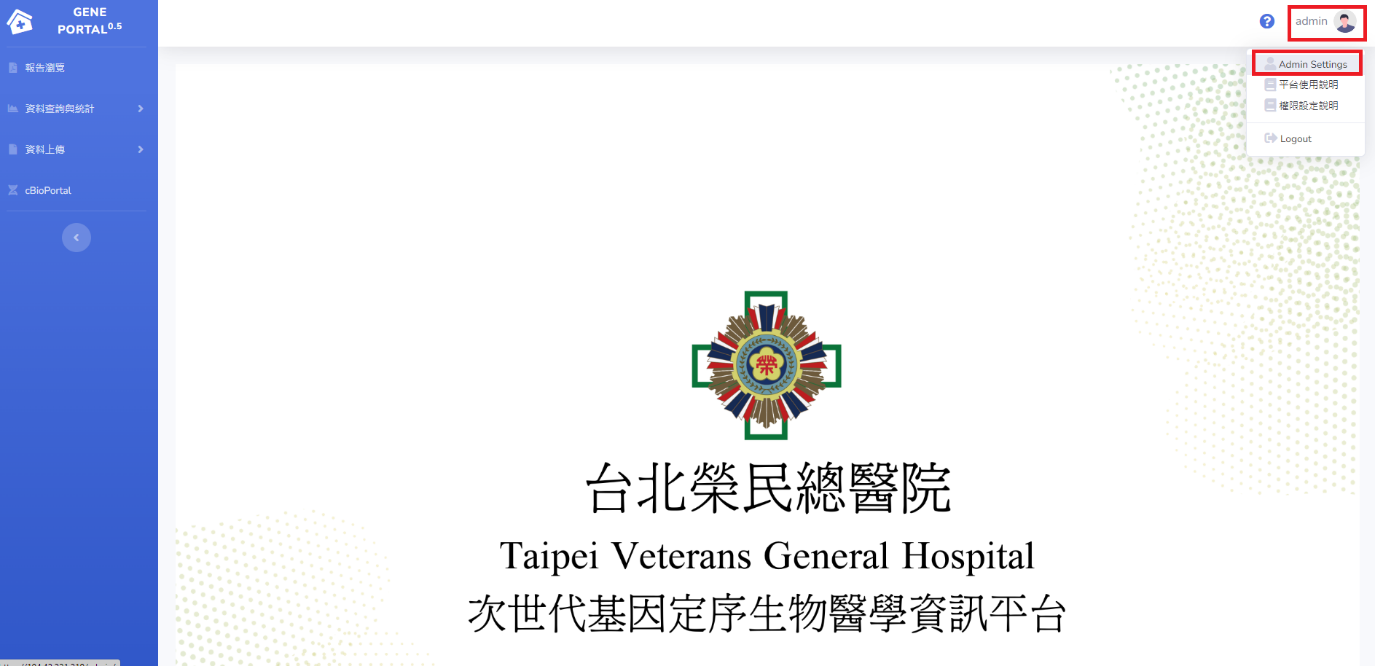 GENE
PORTAL0.5
報告瀏覽
資料查詢與統計
資料上傳
cBioPortal
admin
Admin Settings
平台使用說明
權限設定說明
Logout
榮
台北榮民總醫院
Taipei Veterans General Hospital
次世代基因定序生物醫學資訊平台